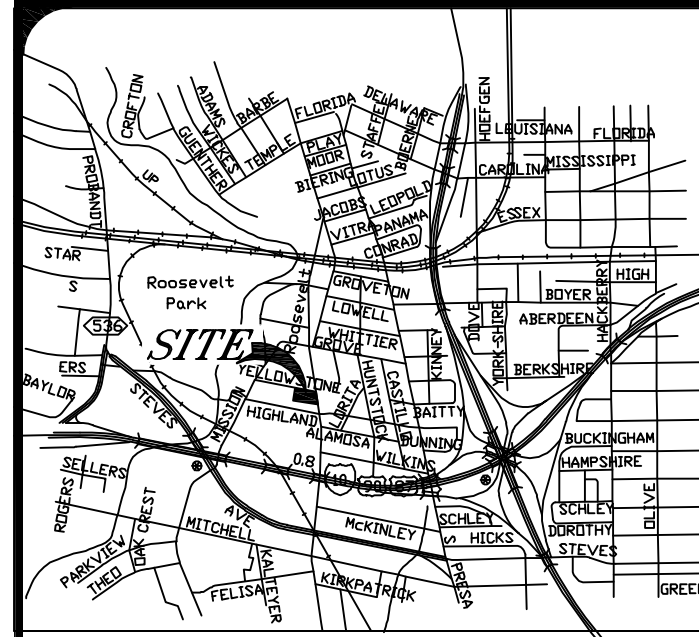 CROFTON
ADAMS
WICKES
GUENTHER
BARBE
TEMPLE
FLORIDA
DELAWARE
STAFFEL
BOERNE
HOEFGEN
LOUISIANA
FLORIDA
PLAY
MOOR
BIERING
LOTUS
CAROLINA
MISSISSIPPI
PROBANDT
UP
JACOBS
LEOPOLD
VITRA
PANAMA
CONRAD
ESSEX
STAR
S
Roosevelt
Park
Roosevelt
GROVETON
LOWELL
WHITTIER
GROVE
HACKBERRY
HIGH
BOYER
ABERDEEN
536
SITE
DOVE
YORK-SHIRE
KINNEY
BERKSHIRE
ERS
BAYLOR
STEVES
MISSION
YELLOWSTONE
HIGHLAND
LORITA
HUNTSTOCK
CASTILLO
BAITTY
ALAMOSA
DUNNING
WILKINS
BUCKINGHAM
HAMPSHIRE
SELLERS
ROGERS
0.8
10
90
87
OAK CREST
AVE
MITCHELL
McKINLEY
SCHLEY
HICKS
S
PRESA
SCHLEY
DOROTHY
STEVES
OLIVE
PARKVIEW
THEO
FELISA
KALTEYER
KIRKPATRICK
GREE